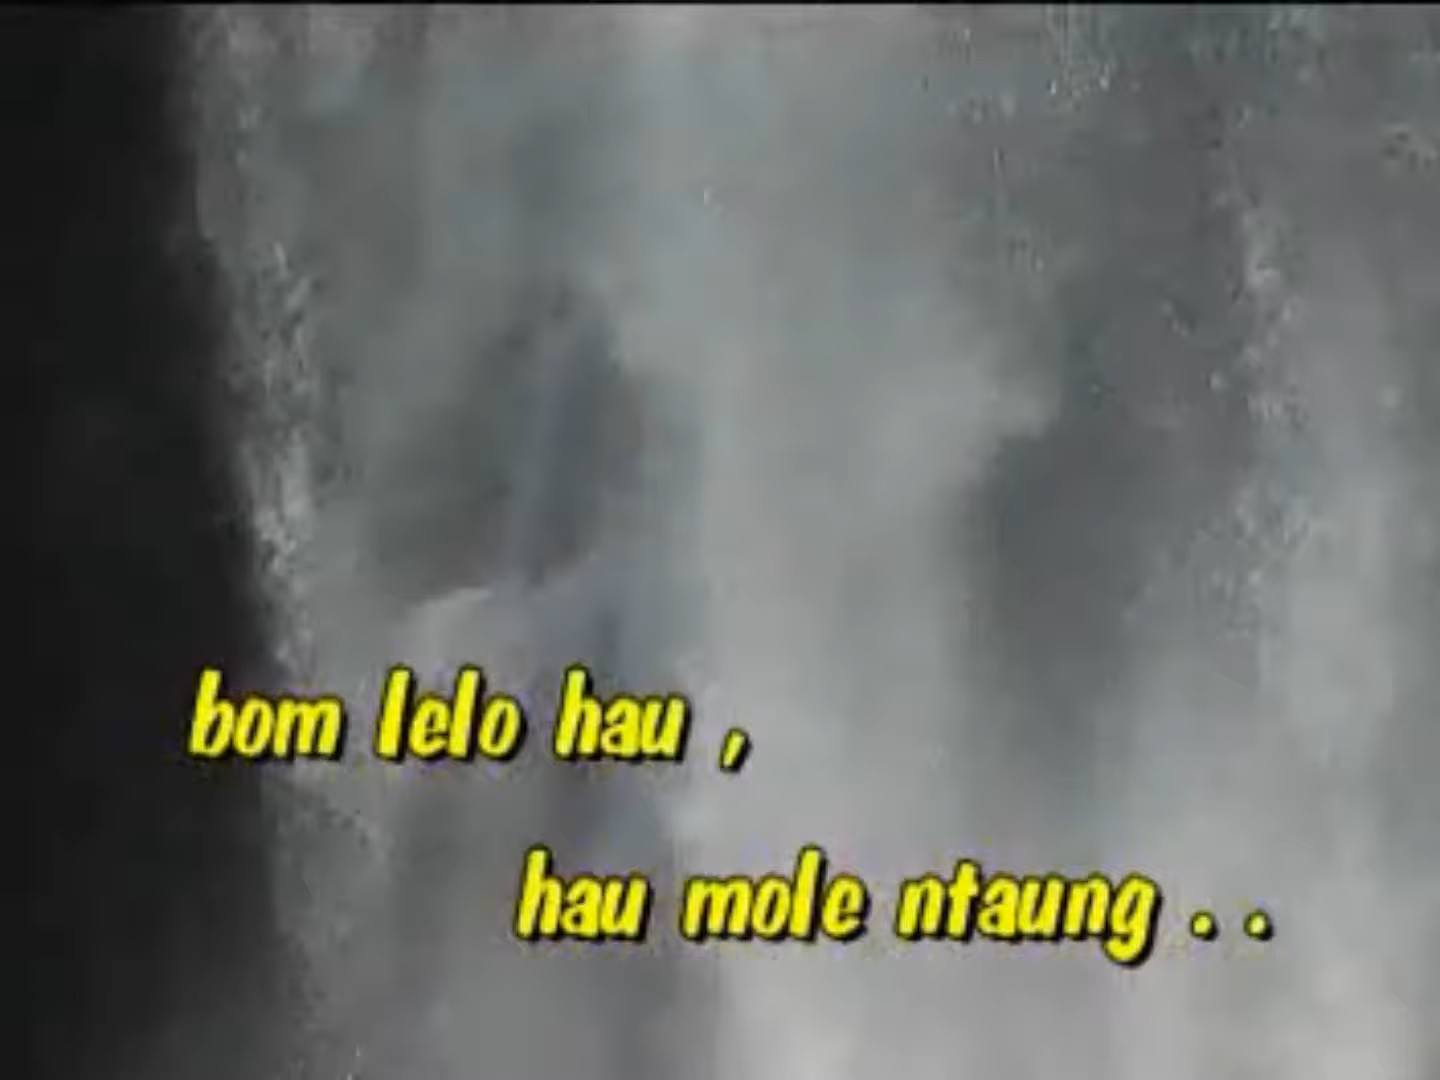 bom lelo hau ,
hau mole ntaung . .